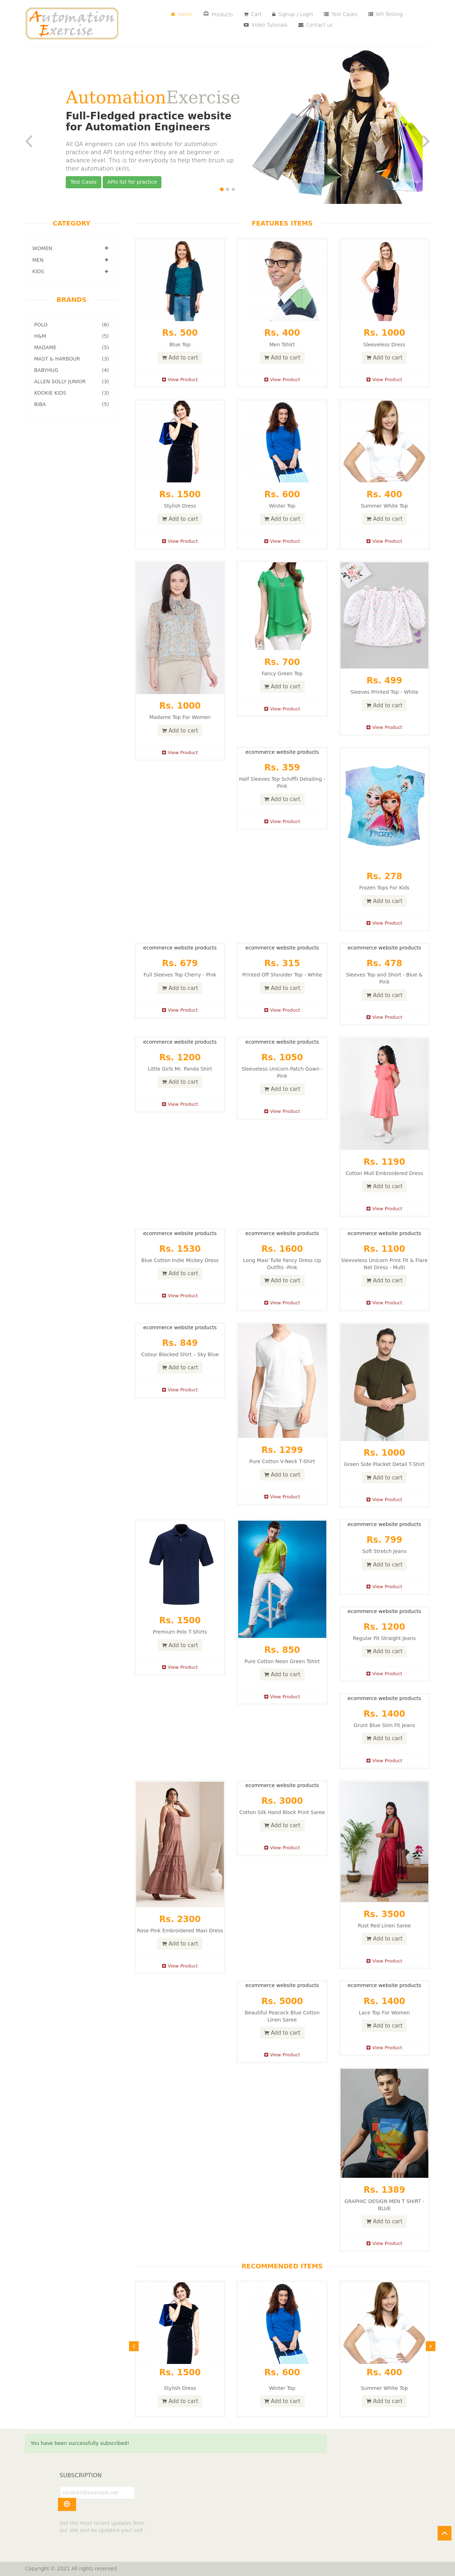 Automation
Exercise
Home
Products
Cart
Signup / Login
Test Cases
API Testing
Video Tutorials
Contact us
AutomationExercise
Full-Fledged practice website
for Automation Engineers
All QA engineers can use this website for automation
practice and API testing either they are at beginner or
advance level. This is for everybody to help them brush up
their automation skills.
Test Cases
APIs list for practice
CATEGORY
WOMEN
MEN
KIDS
BRANDS
POLO (6)
H&M (5)
MADAME (5)
MAST & HARBOUR (3)
BABYHUG (4)
ALLEN SOLLY JUNIOR (3)
KOOKIE KIDS (3)
BIBA (5)
FEATURES ITEMS
Rs. 500
Blue Top
Add to cart
View Product
Rs. 400
Men Tshirt
Add to cart
View Product
Rs. 1000
Sleeveless Dress
Add to cart
View Product
Rs. 1500
Stylish Dress
Add to cart
View Product
Rs. 600
Winter Top
Add to cart
View Product
Rs. 400
Summer White Top
Add to cart
View Product
Rs. 1000
Madame Top For Women
Add to cart
View Product
Rs. 700
Fancy Green Top
Add to cart
View Product
Rs. 499
Sleeves Printed Top - White
Add to cart
View Product
ecommerce website products
Rs. 359
Half Sleeves Top Schiffli Detailing -
Pink
Add to cart
View Product
FROZEN
Rs. 278
Frozen Tops For Kids
Add to cart
View Product
ecommerce website products
Rs. 679
Full Sleeves Top Cherry - Pink
Add to cart
View Product
ecommerce website products
Rs. 315
Printed Off Shoulder Top - White
Add to cart
View Product
ecommerce website products
Rs. 478
Sleeves Top and Short - Blue &
Pink
Add to cart
View Product
ecommerce website products
Rs. 1200
Little Girls Mr. Panda Shirt
Add to cart
View Product
ecommerce website products
Rs. 1050
Sleeveless Unicorn Patch Gown -
Pink
Add to cart
View Product
Rs. 1190
Cotton Mull Embroidered Dress
Add to cart
View Product
ecommerce website products
Rs. 1530
Blue Cotton Indie Mickey Dress
Add to cart
View Product
ecommerce website products
Rs. 1600
Long Maxi Tulle Fancy Dress Up
Outfits -Pink
Add to cart
View Product
ecommerce website products
Rs. 1100
Sleeveless Unicorn Print Fit & Flare
Net Dress - Multi
Add to cart
View Product
ecommerce website products
Rs. 849
Colour Blocked Shirt – Sky Blue
Add to cart
View Product
Rs. 1299
Pure Cotton V-Neck T-Shirt
Add to cart
View Product
Rs. 1000
Green Side Placket Detail T-Shirt
Add to cart
View Product
Rs. 1500
Premium Polo T-Shirts
Add to cart
View Product
Rs. 850
Pure Cotton Neon Green Tshirt
Add to cart
View Product
ecommerce website products
Rs. 799
Soft Stretch Jeans
Add to cart
View Product
ecommerce website products
Rs. 1200
Regular Fit Straight Jeans
Add to cart
View Product
ecommerce website products
Rs. 1400
Grunt Blue Slim Fit Jeans
Add to cart
View Product
Rs. 2300
Rose Pink Embroidered Maxi Dress
Add to cart
View Product
ecommerce website products
Rs. 3000
Cotton Silk Hand Block Print Saree
Add to cart
View Product
Rs. 3500
Rust Red Linen Saree
Add to cart
View Product
ecommerce website products
Rs. 5000
Beautiful Peacock Blue Cotton
Linen Saree
Add to cart
View Product
ecommerce website products
Rs. 1400
Lace Top For Women
Add to cart
View Product
Rs. 1389
GRAPHIC DESIGN MEN T SHIRT -
BLUE
Add to cart
View Product
RECOMMENDED ITEMS
Rs. 1500
Stylish Dress
Add to cart
Rs. 600
Winter Top
Add to cart
Rs. 400
Summer White Top
Add to cart
You have been successfully subscribed!
SUBSCRIPTION
Get the most recent updates from
our site and be updated your self...
Copyright © 2021 All rights reserved